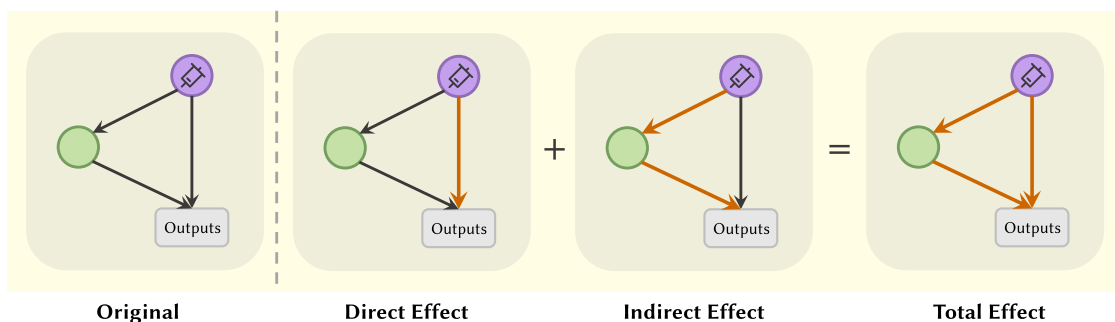 Outputs
Outputs
+
Outputs
=
Outputs
Original
Direct Effect
Indirect Effect
Total Effect